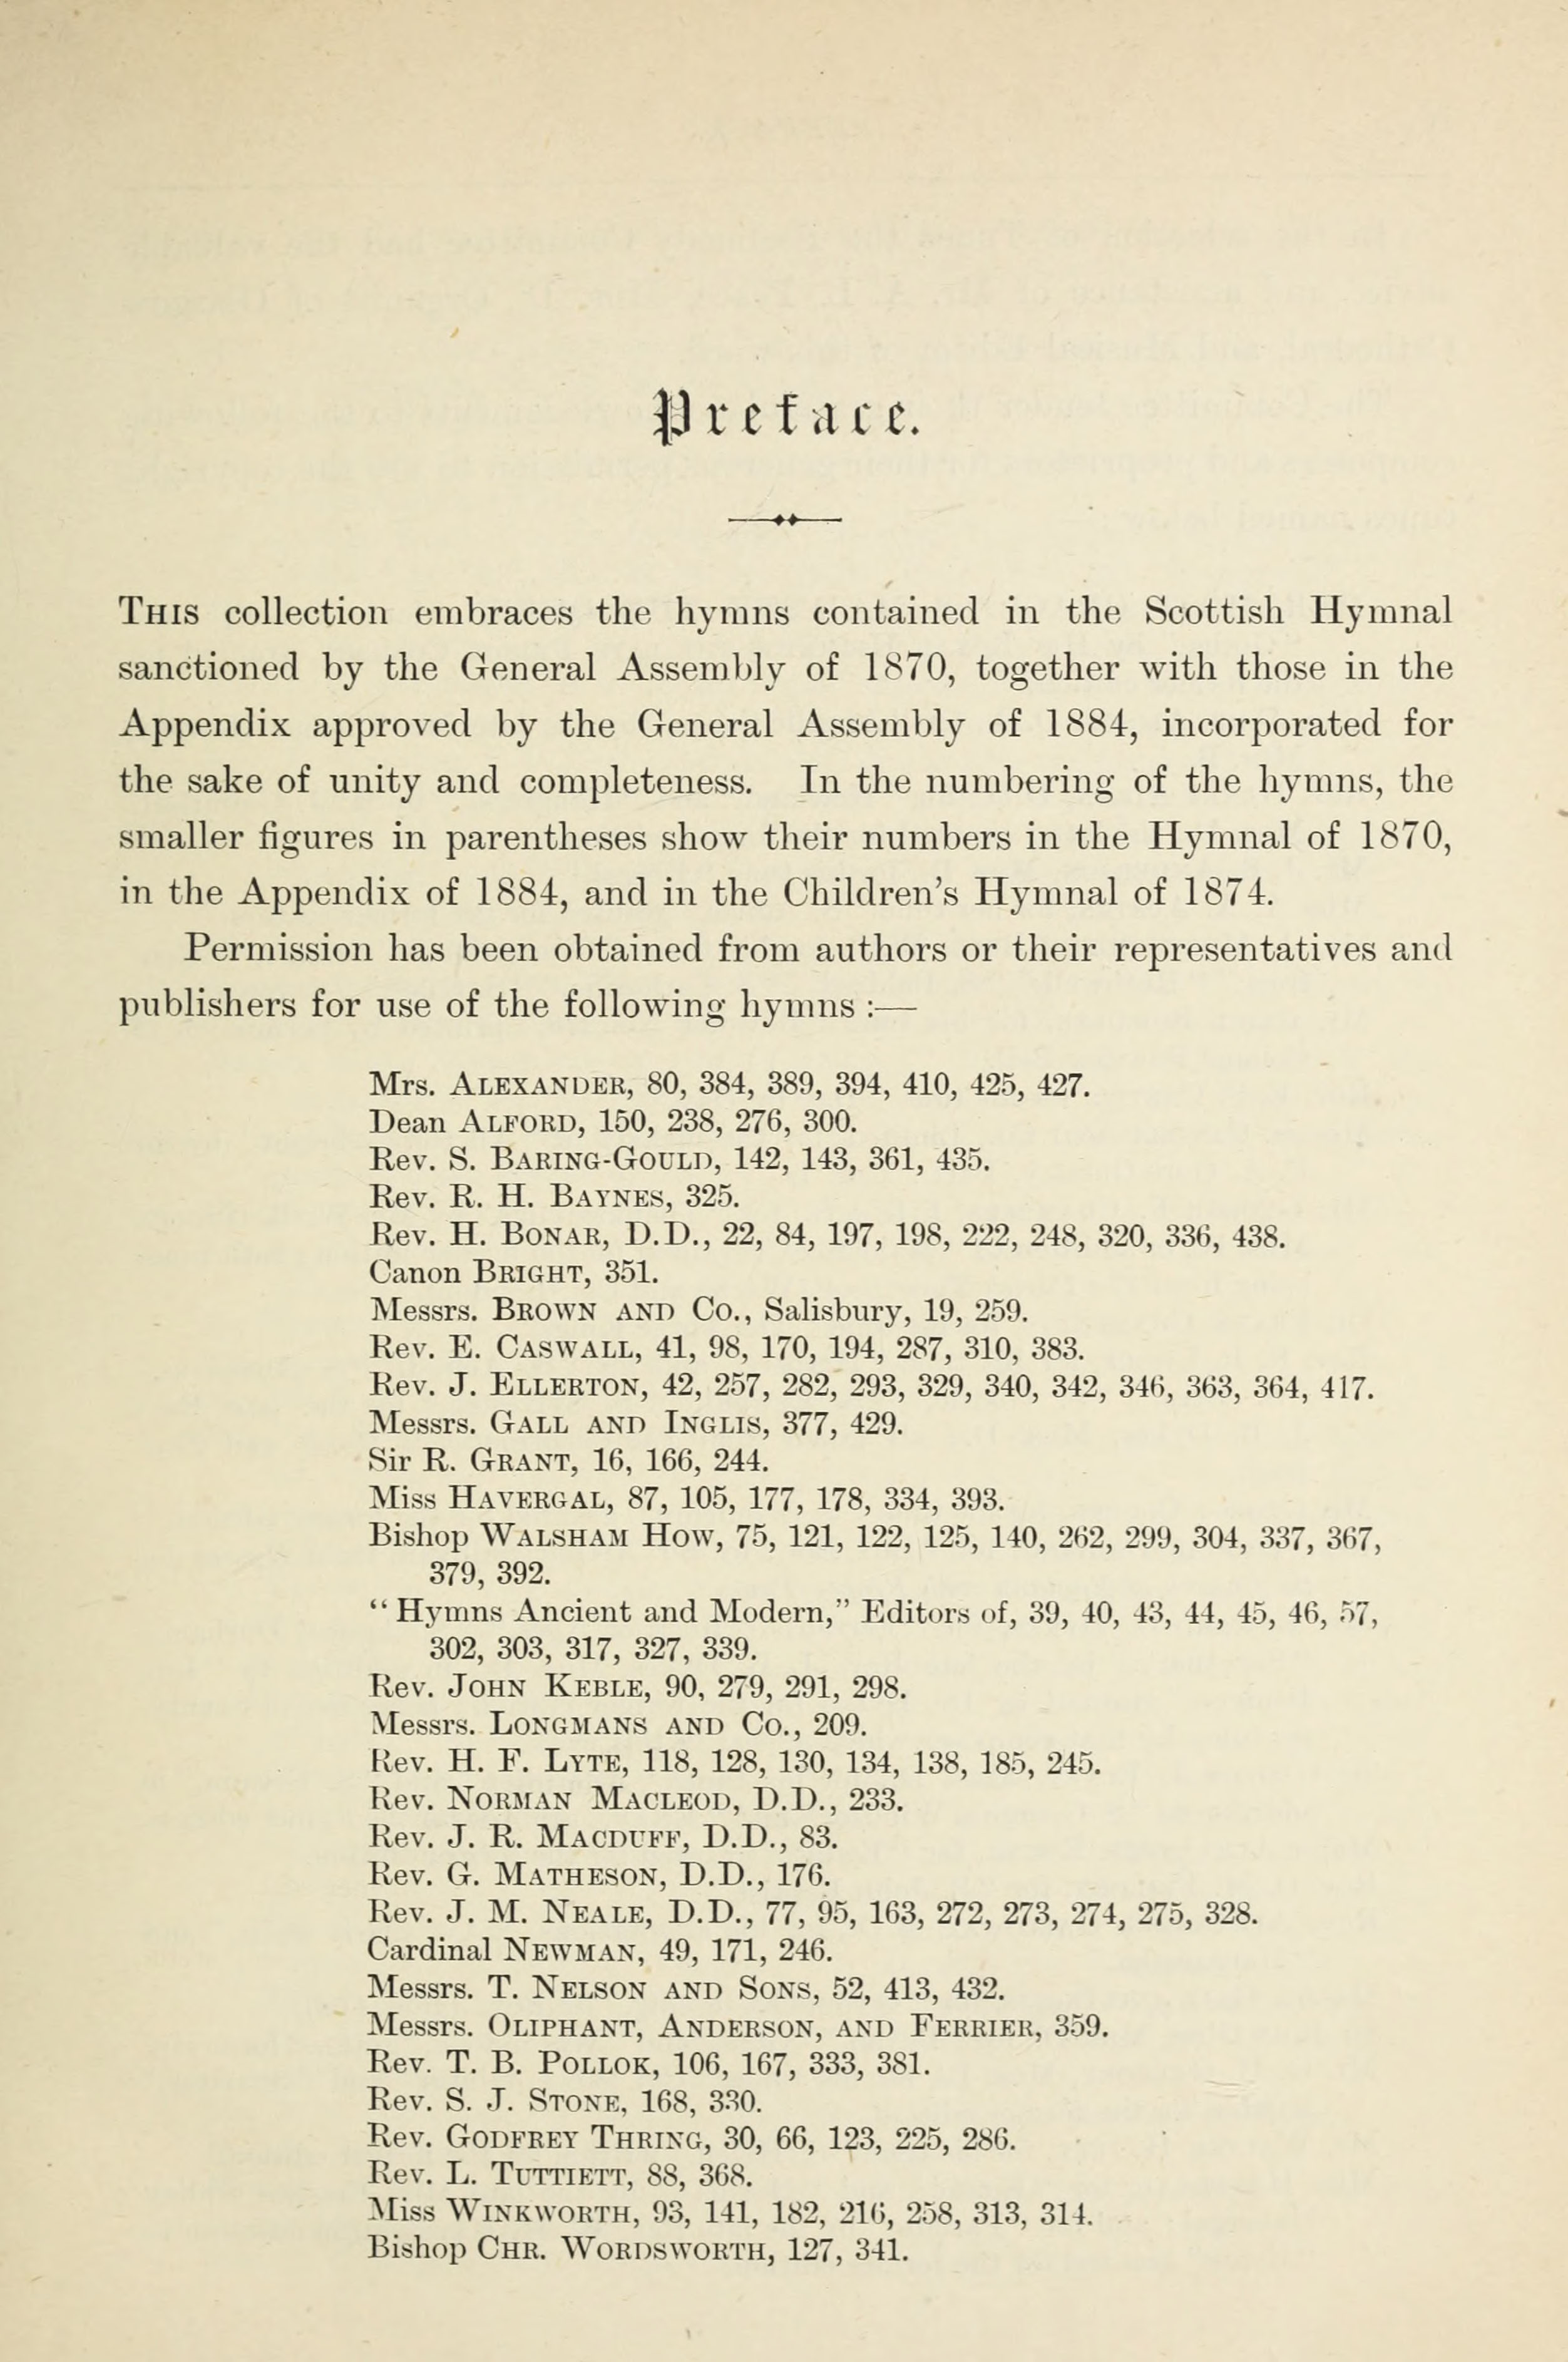 Preface.
THIS collection embraces the hymns contained in the Scottish Hymnal
sanctioned by the General Assembly of 1870, together with those in the
Appendix approved by the General Assembly of 1884, incorporated for
the sake of unity and completeness. In the numbering of the hymns, the
smaller figures in parentheses show their numbers in the Hymnal of 1870,
in the Appendix of 1884, and in the Children's Hymnal of 1874.
Permission has been obtained from authors or their representatives and
publishers for use of the following hymns :—
Mrs. ALEXANDER, 80, 384, 389, 394, 410, 425, 427.
Dean ALFORD, 150, 238, 276, 300.
Rev. S. BARING-GOULD, 142, 143, 361, 435.
Rev. R. H. BAYNES, 325.
Rev. H. BONAR, D.D., 22, 84, 197, 198, 222, 248, 320, 336, 438.
Canon BRIGHT, 351.
Messrs. BROWN AND CO., Salisbury, 19, 259.
Rev. E. CASWALL, 41, 98, 170, 194, 287, 310, 383.
Rev. J. ELLERTON, 42, 257, 282, 293, 329, 340, 342, 346, 363, 364, 417.
Messrs. GALL AND INGLIS, 377, 429.
Sir R. GRANT, 16, 166, 244.
Miss HAVERGAL, 87, 105, 177, 178, 334, 393.
Bishop WALSHAM HOW, 75, 121, 122, 125, 140, 262, 299, 304, 337, 367,
379, 392.
“Hymns Ancient and Modern,” Editors of, 39, 40, 43, 44, 45, 46, 57,
302, 303, 317, 327, 339.
Rev. JOHN KEBLE, 90, 279, 291, 298.
Messrs. LONGMANS AND CO., 209.
Rev. H. F. LYTE, 118, 128, 130, 134, 138, 185, 245.
Rev. NORMAN MACLEOD, D.D., 233.
Rev. J. R. MACDUFF, D.D., 83.
Rev. G. MATHESON, D.D., 176.
Rev. J. M. NEALE, D.D., 77, 95, 163, 272, 273, 274, 275, 328.
Cardinal NEWMAN, 49, 171, 246.
Messrs. T. NELSON AND SONS, 52, 413, 432.
Messrs. OLIPHANT, ANDERSON, AND FERRIER, 359.
Rev. T. B. POLLOK, 106, 167, 333, 381.
Rev. S. J. STONE, 168, 330.
Rev. GODFREY THRING, 30, 66, 123, 225, 286.
Rev. L. TUTTIETT, 88, 368.
Miss WINKWORTH, 93, 141, 182, 216, 258, 313, 314.
Bishop CHR. WORDSWORTH, 127, 341.